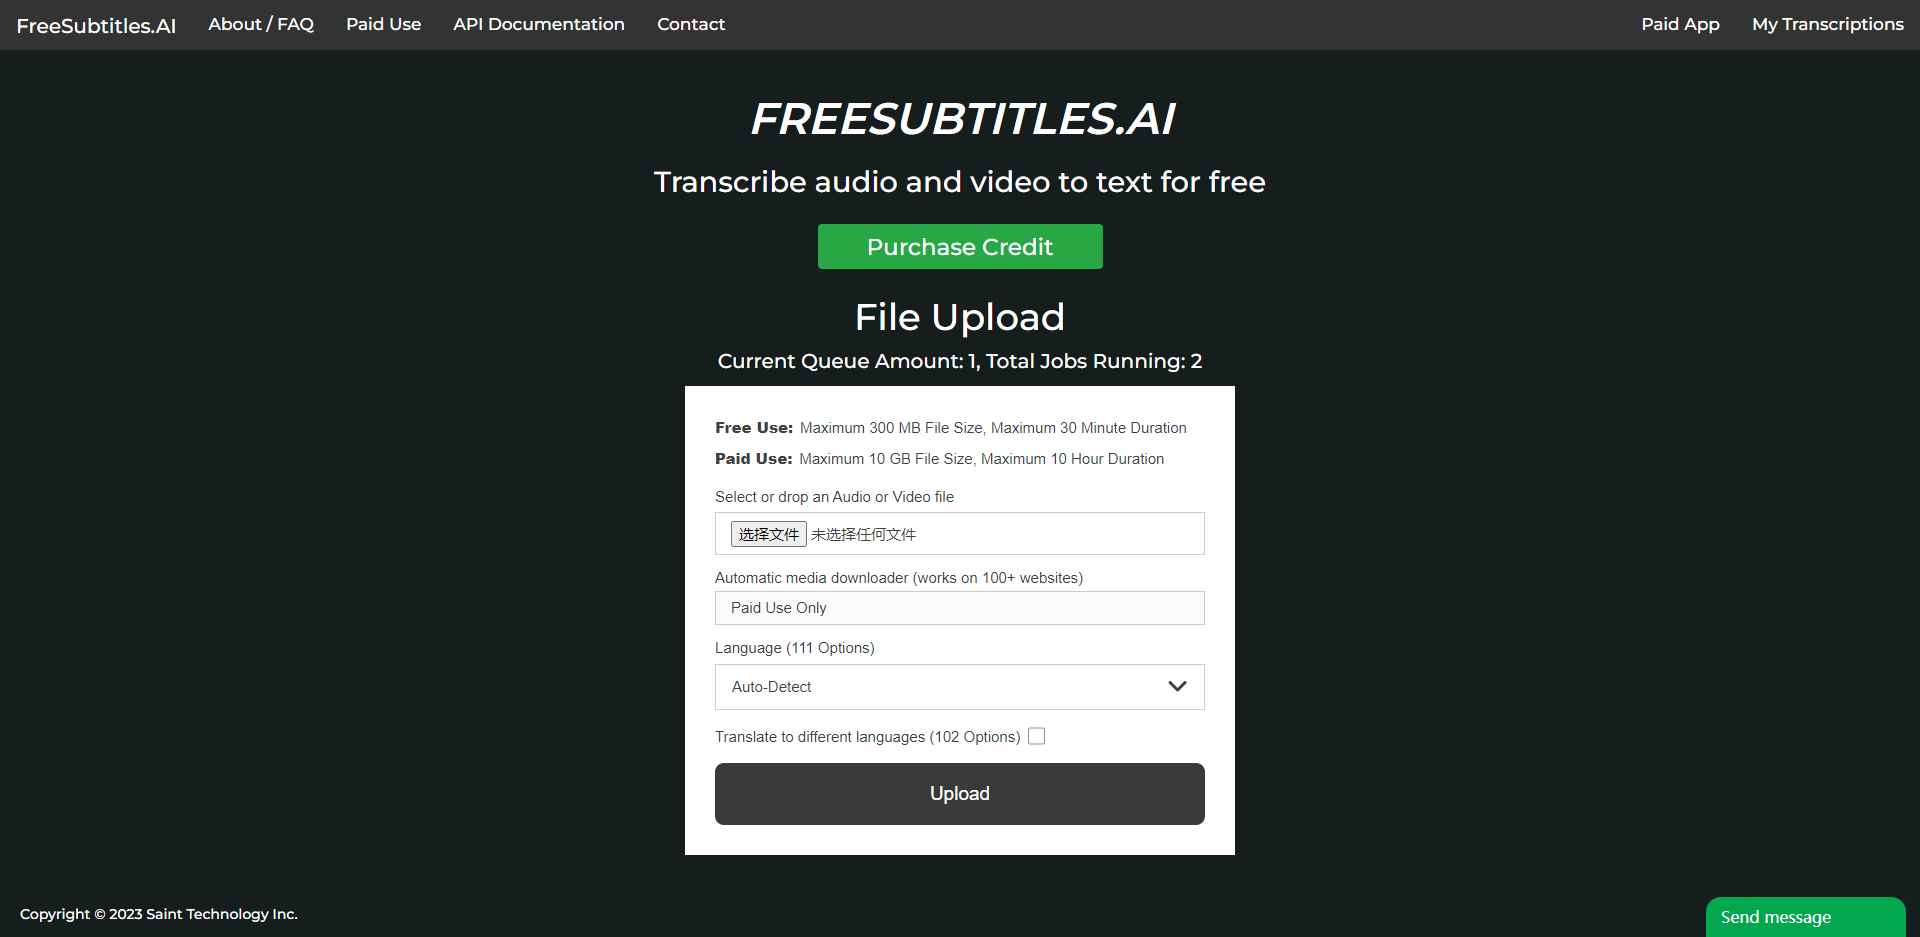 FreeSubtitles.AI About / FAQ Paid Use API Documentation Contact Paid App My Transcriptions
FREESUBTITLES.AI
Transcribe audio and video to text for free
Purchase Credit
File Upload
Current Queue Amount: 1, Total Jobs Running: 2
Free Use: Maximum 300 MB File Size, Maximum 30 Minute Duration
Paid Use: Maximum 10 GB File Size, Maximum 10 Hour Duration
Select or drop an Audio or Video file
选择文件 未选择任何文件
Automatic media downloader (works on 100+ websites)
Paid Use Only
Language (111 Options)
Auto-Detect
Translate to different languages (102 Options)
Upload
Copyright © 2023 Saint Technology Inc.
Send message